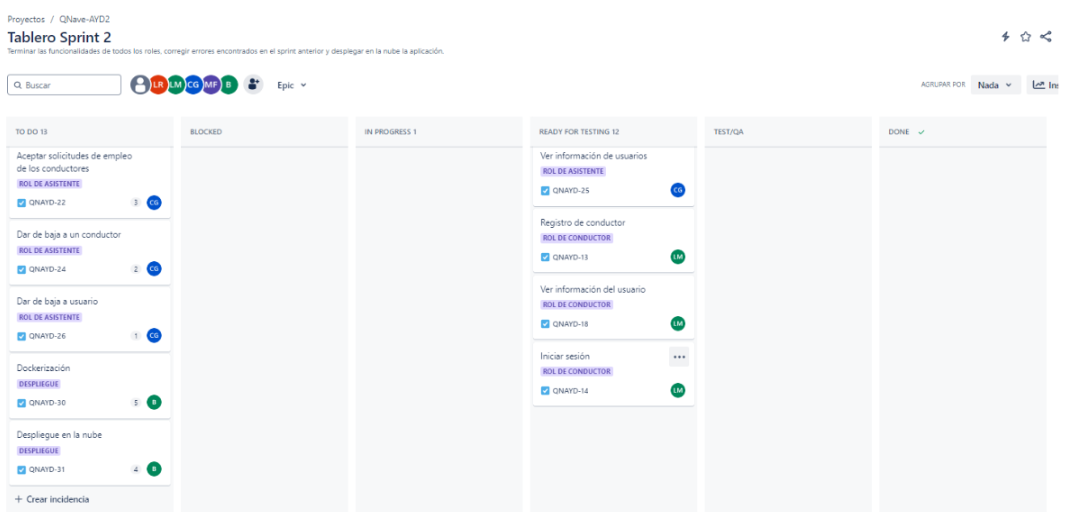 Proyectos / QNave-AYD2
Tablero Sprint 2
Terminar las funcionalidades de todos los roles, corregir errores encontrados en el sprint anterior y desplegar en la nube la aplicación.
Buscar
LR LM CG MF B
Epic
AGRUPAR POR Nada
Ins
TO DO 13
Aceptar solicitudes de empleo
de los conductores
ROL DE ASISTENTE
QNAYD-22 3 CG
Dar de baja a un conductor
ROL DE ASISTENTE
QNAYD-24 2 CG
Dar de baja a usuario
ROL DE ASISTENTE
QNAYD-26 1 CG
Dockerización
DESPLIEGUE
QNAYD-30 5 B
Despliegue en la nube
DESPLIEGUE
QNAYD-31 4 B
+ Crear incidencia
BLOCKED
IN PROGRESS 1
READY FOR TESTING 12
Ver información de usuarios
ROL DE ASISTENTE
QNAYD-25 CG
Registro de conductor
ROL DE CONDUCTOR
QNAYD-13 LM
Ver información del usuario
ROL DE CONDUCTOR
QNAYD-18 LM
Iniciar sesión
ROL DE CONDUCTOR
QNAYD-14 LM
TEST/QA
DONE